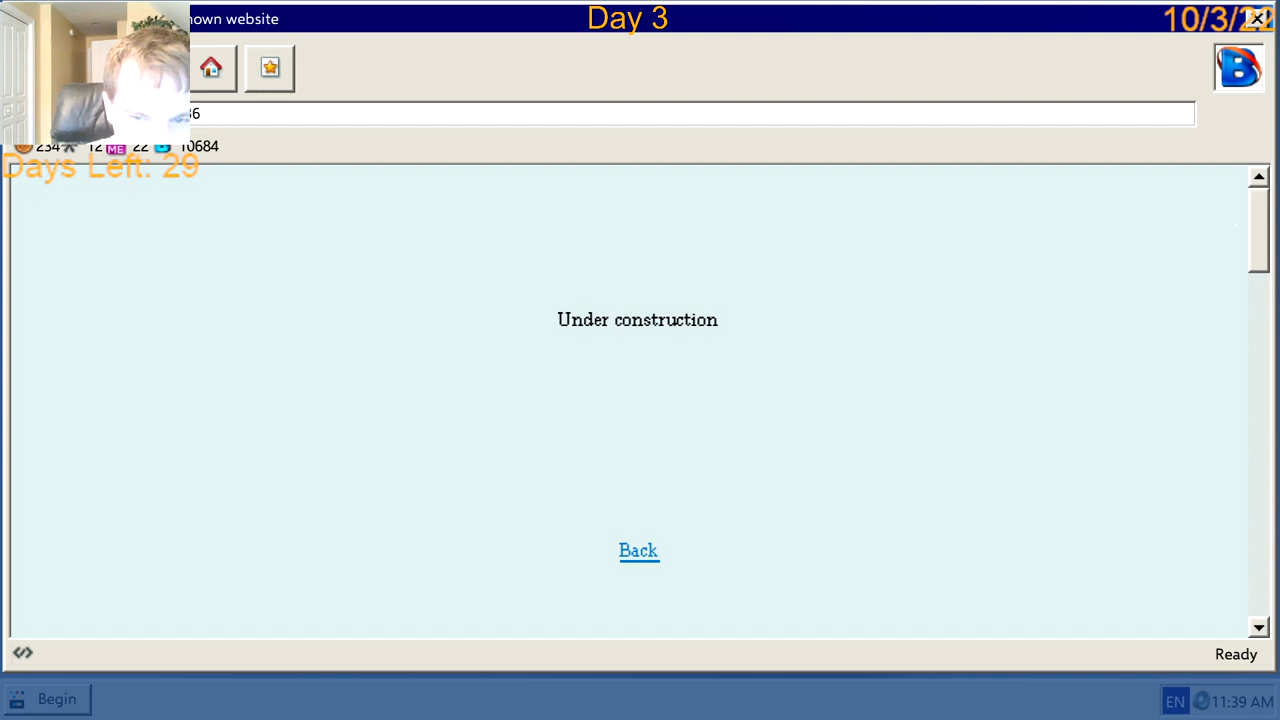 nown website
Day 3
10/3/22
36
234 12 ME 22 10684
Days Left: 29
Under construction
Back
Ready
Begin
EN 11:39 AM